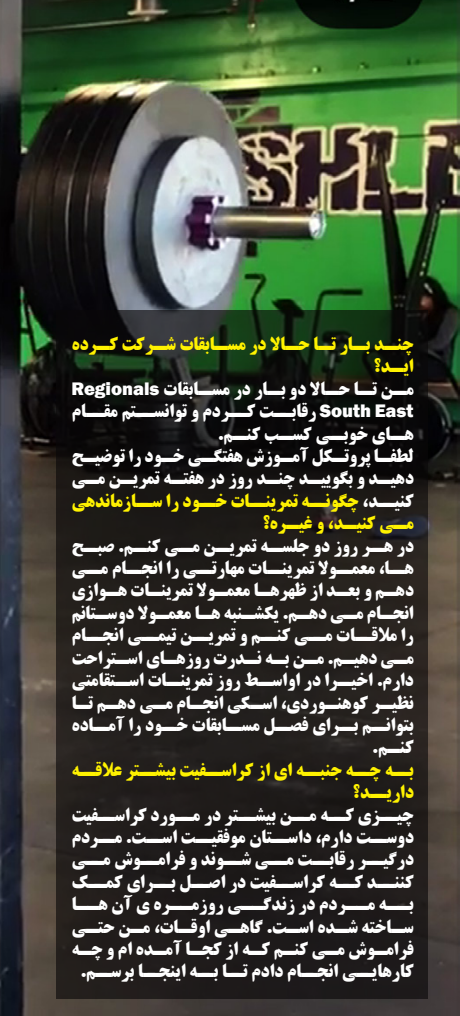 SHLB
چند بار تا حالا در مسابقات شرکت کرده
اید؟
من تا حالا دو بار در مسابقات Regionals
South East رقابت کردم و توانستم مقام
های خوبی کسب کنم.
لطفا پروتکل آموزش هفتگی خود را توضیح
دهید و بگویید چند روز در هفته تمرین می
کنید، چگونه تمرینات خود را سازماندهی
می کنید، و غیره؟
در هر روز دو جلسه تمرین می کنم. صبح
ها، معمولا تمرینات مهارتی را انجام می
دهم و بعد از ظهرها معمولا تمرینات هوازی
انجام می دهم. یکشنبه ها معمولا دوستانم
را ملاقات می کنم و تمرین تیمی انجام
می دهیم. من به ندرت روزهای استراحت
دارم. اخیرا در اواسط روز تمرینات استقامتی
نظیر کوهنوردی، اسکی انجام می دهم تا
بتوانم برای فصل مسابقات خود را آماده
کنم.
به چه جنبه ای از کراسفیت بیشتر علاقه
دارید؟
چیزی که من بیشتر در مورد کراسفیت
دوست دارم، داستان موفقیت است. مردم
درگیر رقابت می شوند و فراموش می
کنند که کراسفیت در اصل برای کمک
به مردم در زندگی روزمره ی آن ها
ساخته شده است. گاهی اوقات، من حتی
فراموش می کنم که از کجا آمده ام و چه
کارهایی انجام دادم تا به اینجا برسم.